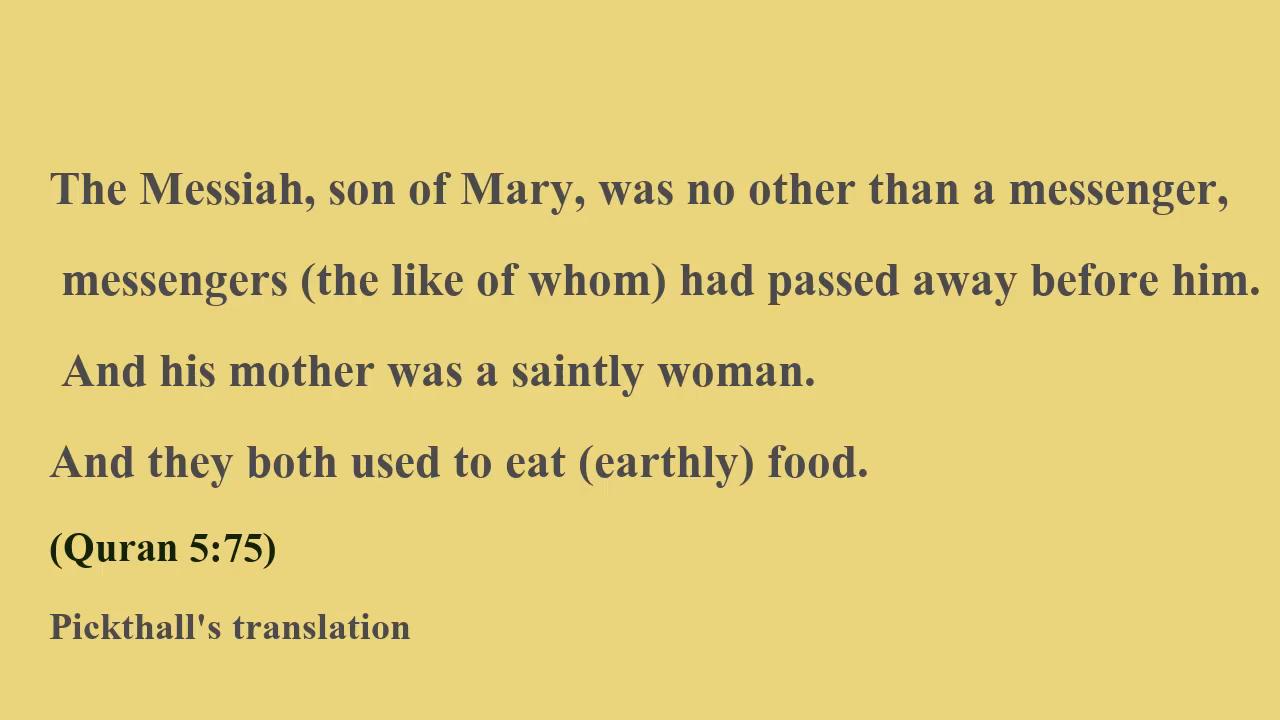 The Messiah, son of Mary, was no other than a messenger,
messengers (the like of whom) had passed away before him.
And his mother was a saintly woman.
And they both used to eat (earthly) food.
(Quran 5:75)
Pickthall's translation